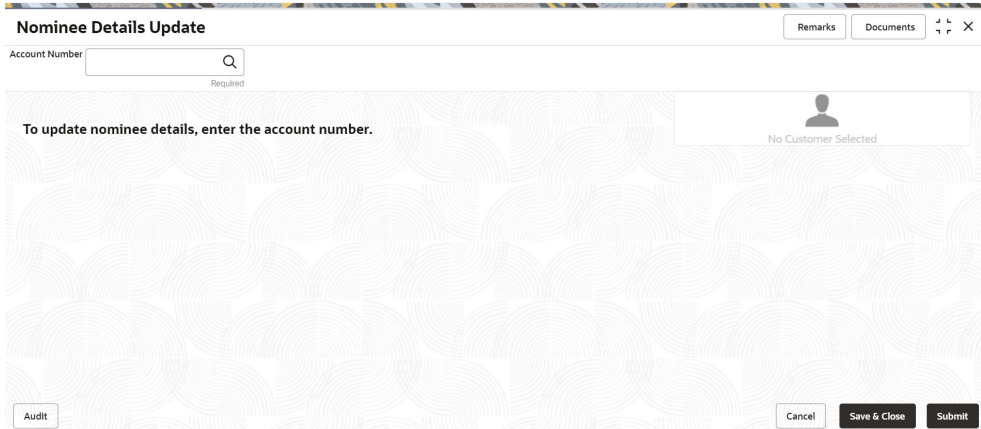 Nominee Details Update
Remarks
Documents
Account Number
Required
To update nominee details, enter the account number.
No Customer Selected
Audit
Cancel
Save & Close
Submit